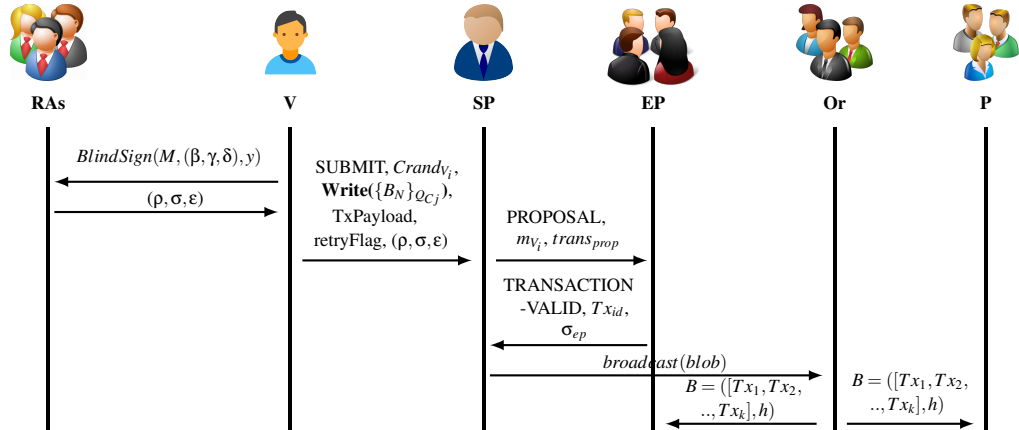 RAs
V
SP
EP
Or
P
BlindSign(M,(β,γ,δ),y)
(ρ,σ,ε)
SUBMIT, Crand_{V_i},
Write({B_N}_{Q_{Cj}}),
TxPayload,
retryFlag, (ρ,σ,ε)
PROPOSAL,
m_{V_i}, trans_{prop}
TRANSACTION
-VALID, Tx_{id},
σ_{ep}
broadcast(blob)
B = ([Tx_1,Tx_2,
..,Tx_k],h)
B = ([Tx_1,Tx_2,
..,Tx_k],h)